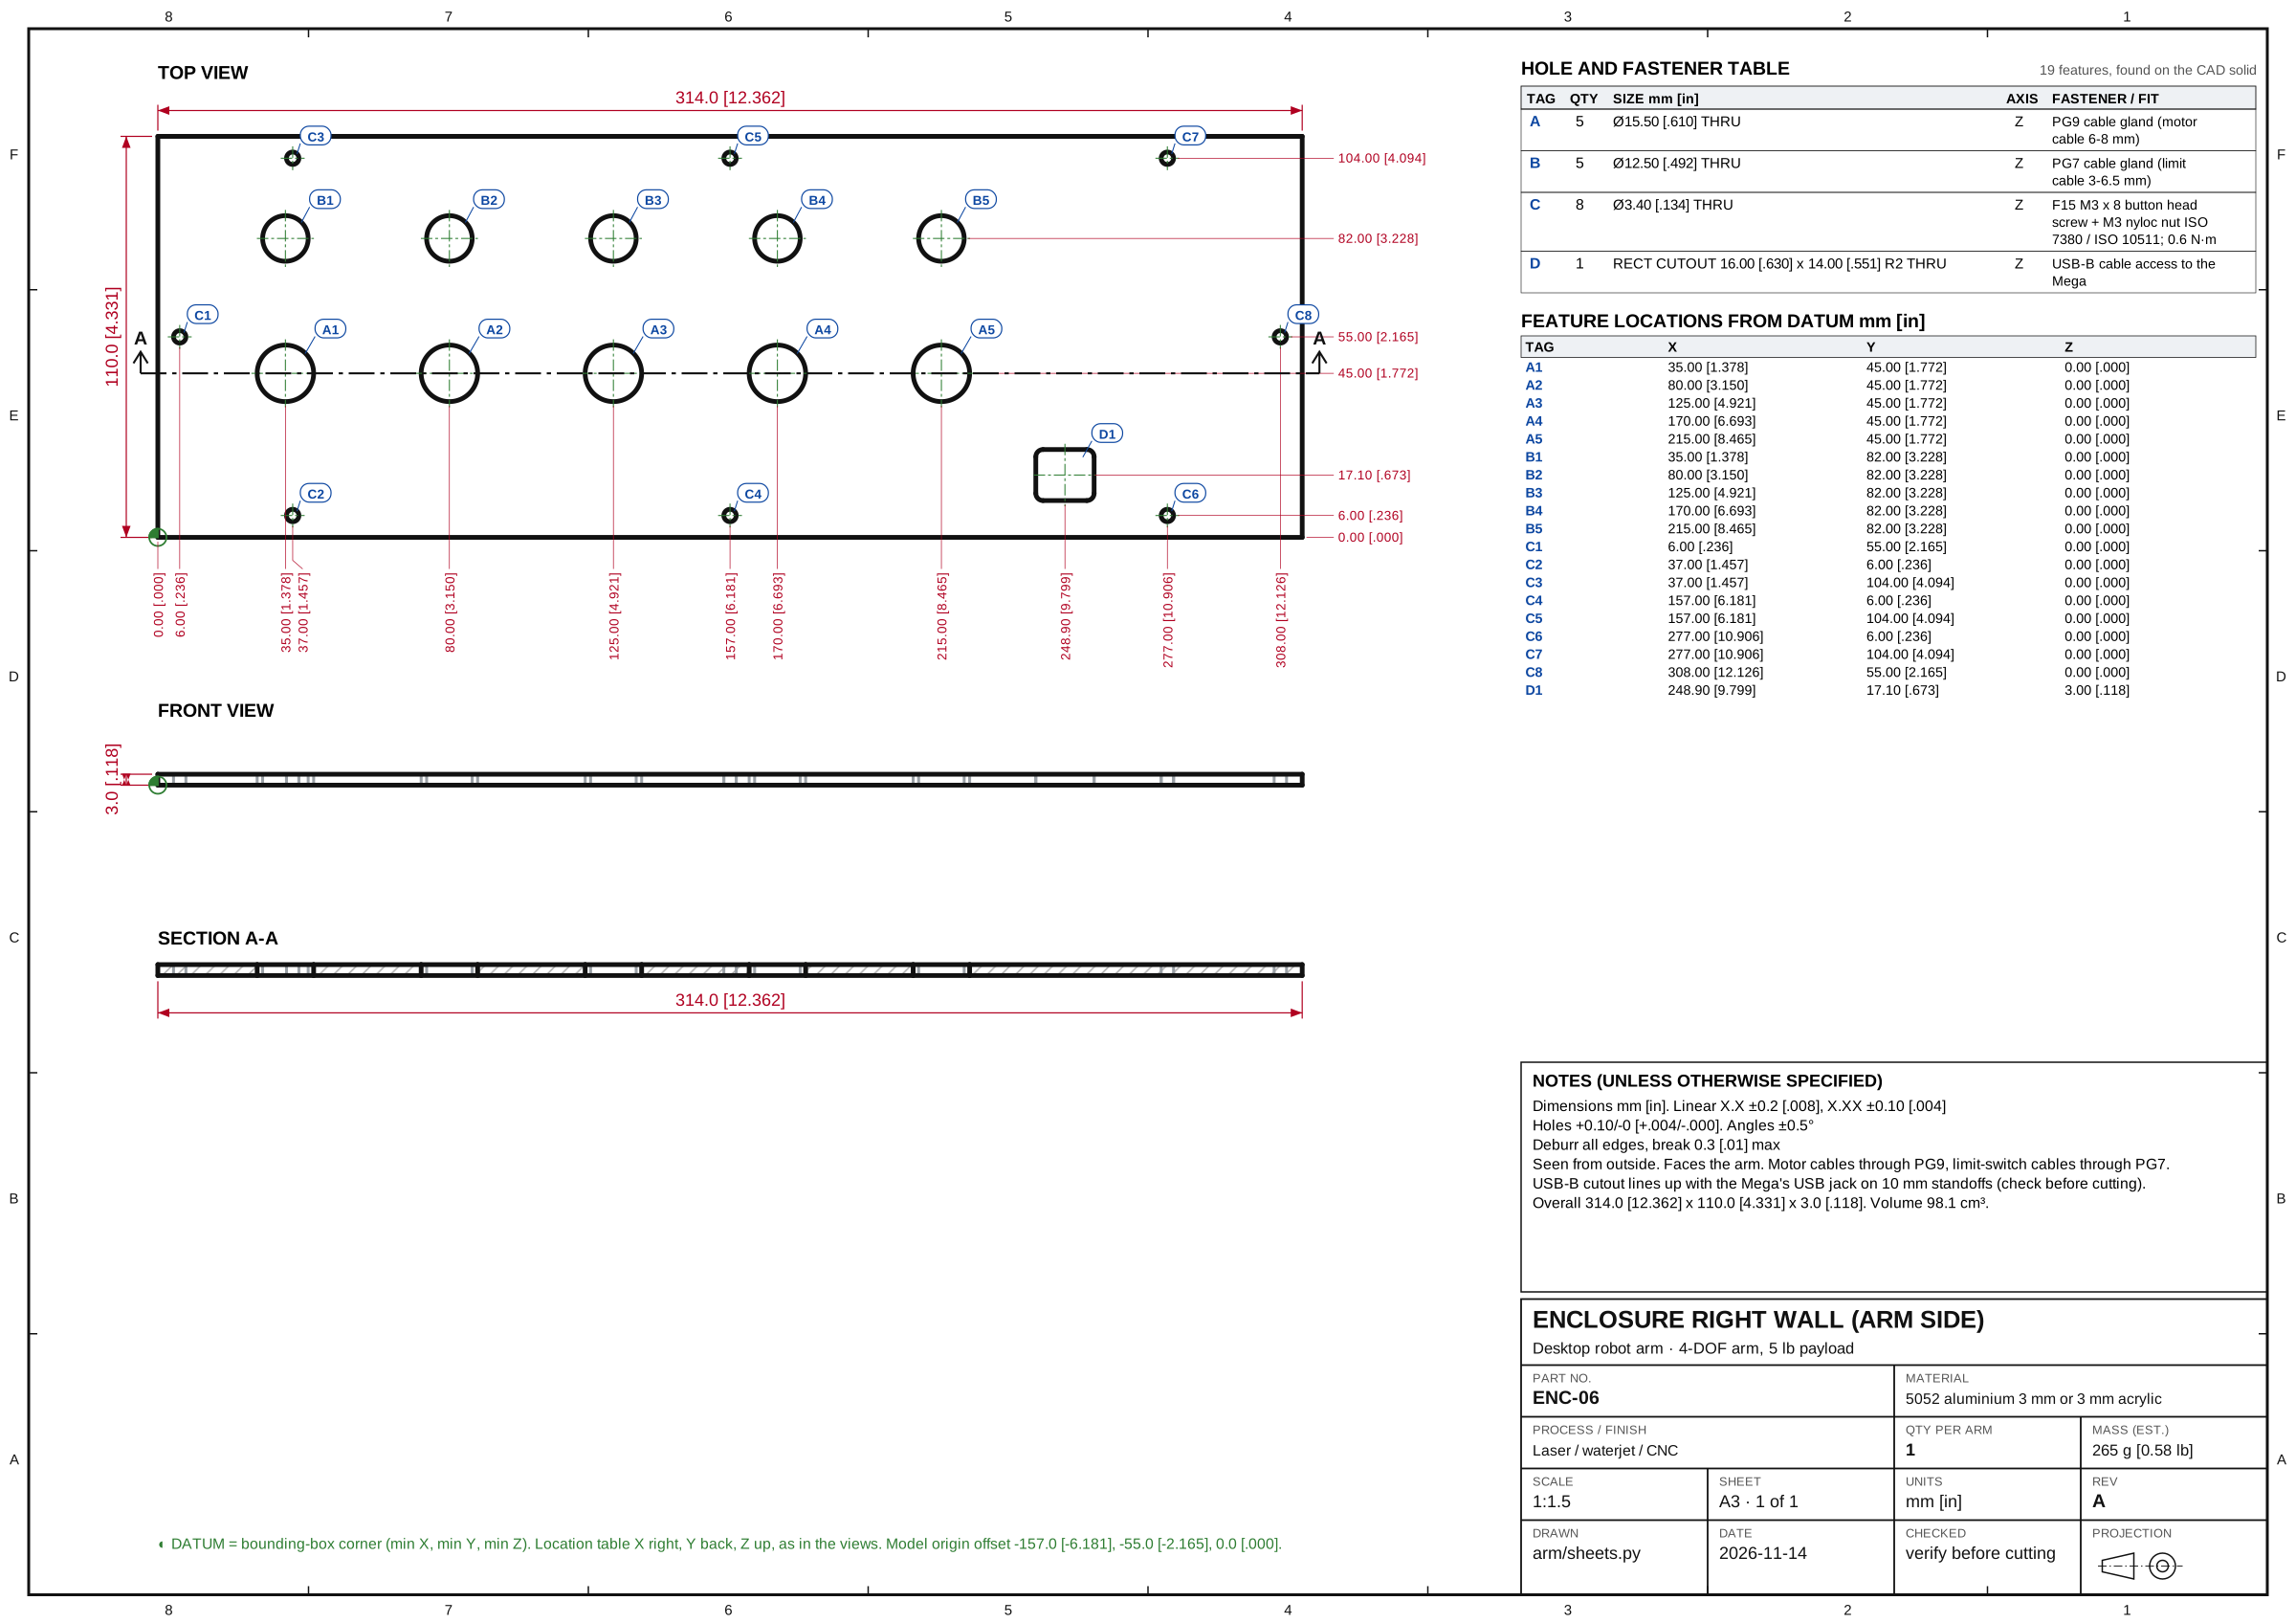 8 7 6 5 4 3 2 1
TOP VIEW
314.0 [12.362]
110.0 [4.331]
C3 C5 C7
B1 B2 B3 B4 B5
C1 C8
A1 A2 A3 A4 A5
A A
D1
C2 C4 C6
104.00 [4.094]
82.00 [3.228]
55.00 [2.165]
45.00 [1.772]
17.10 [.673]
6.00 [.236]
0.00 [.000]
0.00 [.000]
6.00 [.236]
35.00 [1.378]
37.00 [1.457]
80.00 [3.150]
125.00 [4.921]
157.00 [6.181]
170.00 [6.693]
215.00 [8.465]
248.90 [9.799]
277.00 [10.906]
308.00 [12.126]
FRONT VIEW
3.0 [.118]
SECTION A-A
314.0 [12.362]
◖ DATUM = bounding-box corner (min X, min Y, min Z). Location table X right, Y back, Z up, as in the views. Model origin offset -157.0 [-6.181], -55.0 [-2.165], 0.0 [.000].
HOLE AND FASTENER TABLE
19 features, found on the CAD solid
TAG QTY SIZE mm [in] AXIS FASTENER / FIT
A 5 Ø15.50 [.610] THRU Z PG9 cable gland (motor
cable 6-8 mm)
B 5 Ø12.50 [.492] THRU Z PG7 cable gland (limit
cable 3-6.5 mm)
C 8 Ø3.40 [.134] THRU Z F15 M3 x 8 button head
screw + M3 nyloc nut ISO
7380 / ISO 10511; 0.6 N·m
D 1 RECT CUTOUT 16.00 [.630] x 14.00 [.551] R2 THRU Z USB-B cable access to the
Mega
FEATURE LOCATIONS FROM DATUM mm [in]
TAG X Y Z
A1 35.00 [1.378] 45.00 [1.772] 0.00 [.000]
A2 80.00 [3.150] 45.00 [1.772] 0.00 [.000]
A3 125.00 [4.921] 45.00 [1.772] 0.00 [.000]
A4 170.00 [6.693] 45.00 [1.772] 0.00 [.000]
A5 215.00 [8.465] 45.00 [1.772] 0.00 [.000]
B1 35.00 [1.378] 82.00 [3.228] 0.00 [.000]
B2 80.00 [3.150] 82.00 [3.228] 0.00 [.000]
B3 125.00 [4.921] 82.00 [3.228] 0.00 [.000]
B4 170.00 [6.693] 82.00 [3.228] 0.00 [.000]
B5 215.00 [8.465] 82.00 [3.228] 0.00 [.000]
C1 6.00 [.236] 55.00 [2.165] 0.00 [.000]
C2 37.00 [1.457] 6.00 [.236] 0.00 [.000]
C3 37.00 [1.457] 104.00 [4.094] 0.00 [.000]
C4 157.00 [6.181] 6.00 [.236] 0.00 [.000]
C5 157.00 [6.181] 104.00 [4.094] 0.00 [.000]
C6 277.00 [10.906] 6.00 [.236] 0.00 [.000]
C7 277.00 [10.906] 104.00 [4.094] 0.00 [.000]
C8 308.00 [12.126] 55.00 [2.165] 0.00 [.000]
D1 248.90 [9.799] 17.10 [.673] 3.00 [.118]
NOTES (UNLESS OTHERWISE SPECIFIED)
Dimensions mm [in]. Linear X.X ±0.2 [.008], X.XX ±0.10 [.004]
Holes +0.10/-0 [+.004/-.000]. Angles ±0.5°
Deburr all edges, break 0.3 [.01] max
Seen from outside. Faces the arm. Motor cables through PG9, limit-switch cables through PG7.
USB-B cutout lines up with the Mega's USB jack on 10 mm standoffs (check before cutting).
Overall 314.0 [12.362] x 110.0 [4.331] x 3.0 [.118]. Volume 98.1 cm³.
ENCLOSURE RIGHT WALL (ARM SIDE)
Desktop robot arm · 4-DOF arm, 5 lb payload
PART NO. MATERIAL
ENC-06 5052 aluminium 3 mm or 3 mm acrylic
PROCESS / FINISH QTY PER ARM MASS (EST.)
Laser / waterjet / CNC 1 265 g [0.58 lb]
SCALE SHEET UNITS REV
1:1.5 A3 · 1 of 1 mm [in] A
DRAWN DATE CHECKED PROJECTION
arm/sheets.py 2026-11-14 verify before cutting
F F
E E
D D
C C
B B
A A
8 7 6 5 4 3 2 1